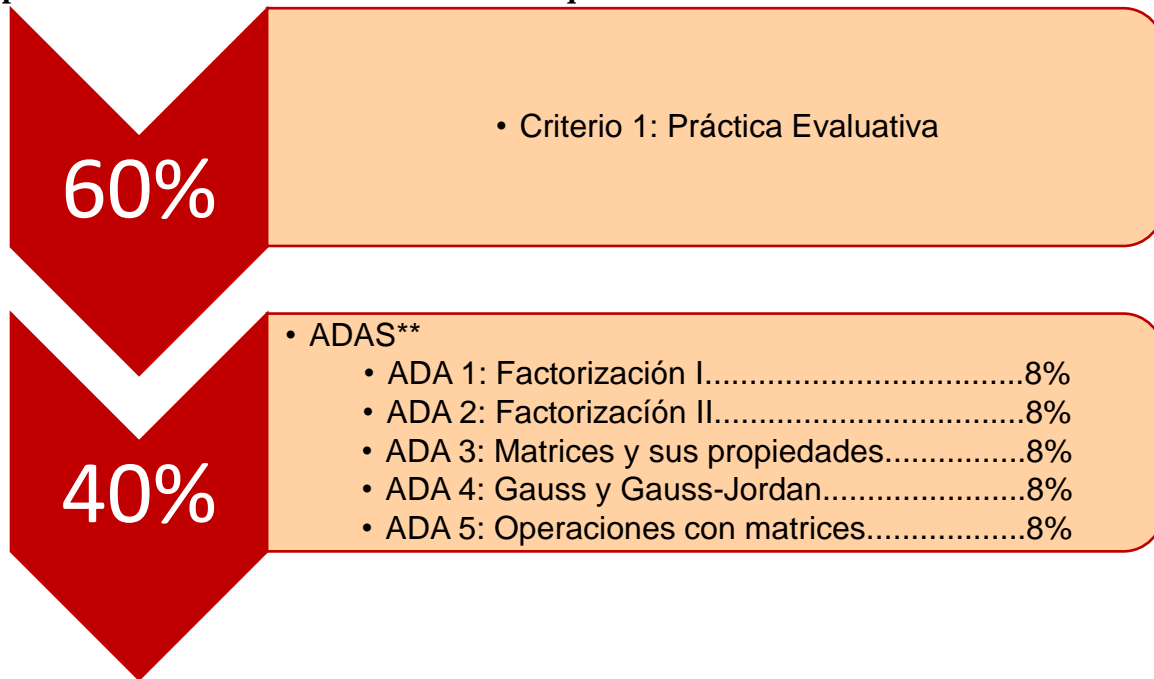 60%
• Criterio 1: Práctica Evaluativa
40%
• ADAS**
• ADA 1: Factorización I....................................8%
• ADA 2: Factorizacíón II...................................8%
• ADA 3: Matrices y sus propiedades................8%
• ADA 4: Gauss y Gauss-Jordan.......................8%
• ADA 5: Operaciones con matrices..................8%